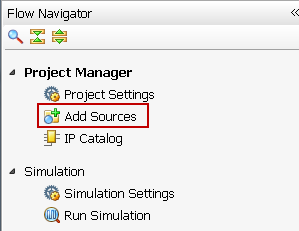 Flow Navigator
Project Manager
Project Settings
Add Sources
IP Catalog
Simulation
Simulation Settings
Run Simulation